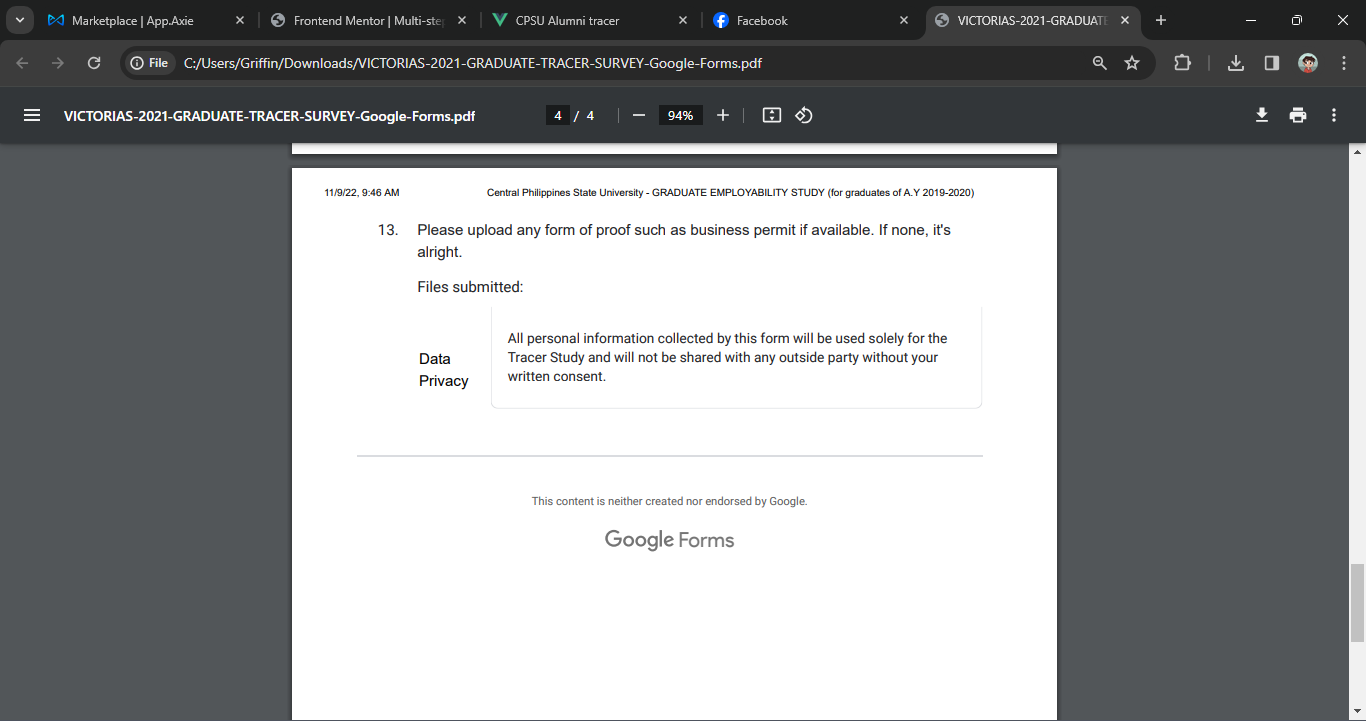 Marketplace | App.Axie
Frontend Mentor | Multi-ste
CPSU Alumni tracer
Facebook
VICTORIAS-2021-GRADUATE
File
C:/Users/Griffin/Downloads/VICTORIAS-2021-GRADUATE-TRACER-SURVEY-Google-Forms.pdf
VICTORIAS-2021-GRADUATE-TRACER-SURVEY-Google-Forms.pdf
4 / 4
94%
11/9/22, 9:46 AM
Central Philippines State University - GRADUATE EMPLOYABILITY STUDY (for graduates of A.Y 2019-2020)
13. Please upload any form of proof such as business permit if available. If none, it's
alright.
Files submitted:
Data
Privacy
All personal information collected by this form will be used solely for the
Tracer Study and will not be shared with any outside party without your
written consent.
This content is neither created nor endorsed by Google.
Google Forms